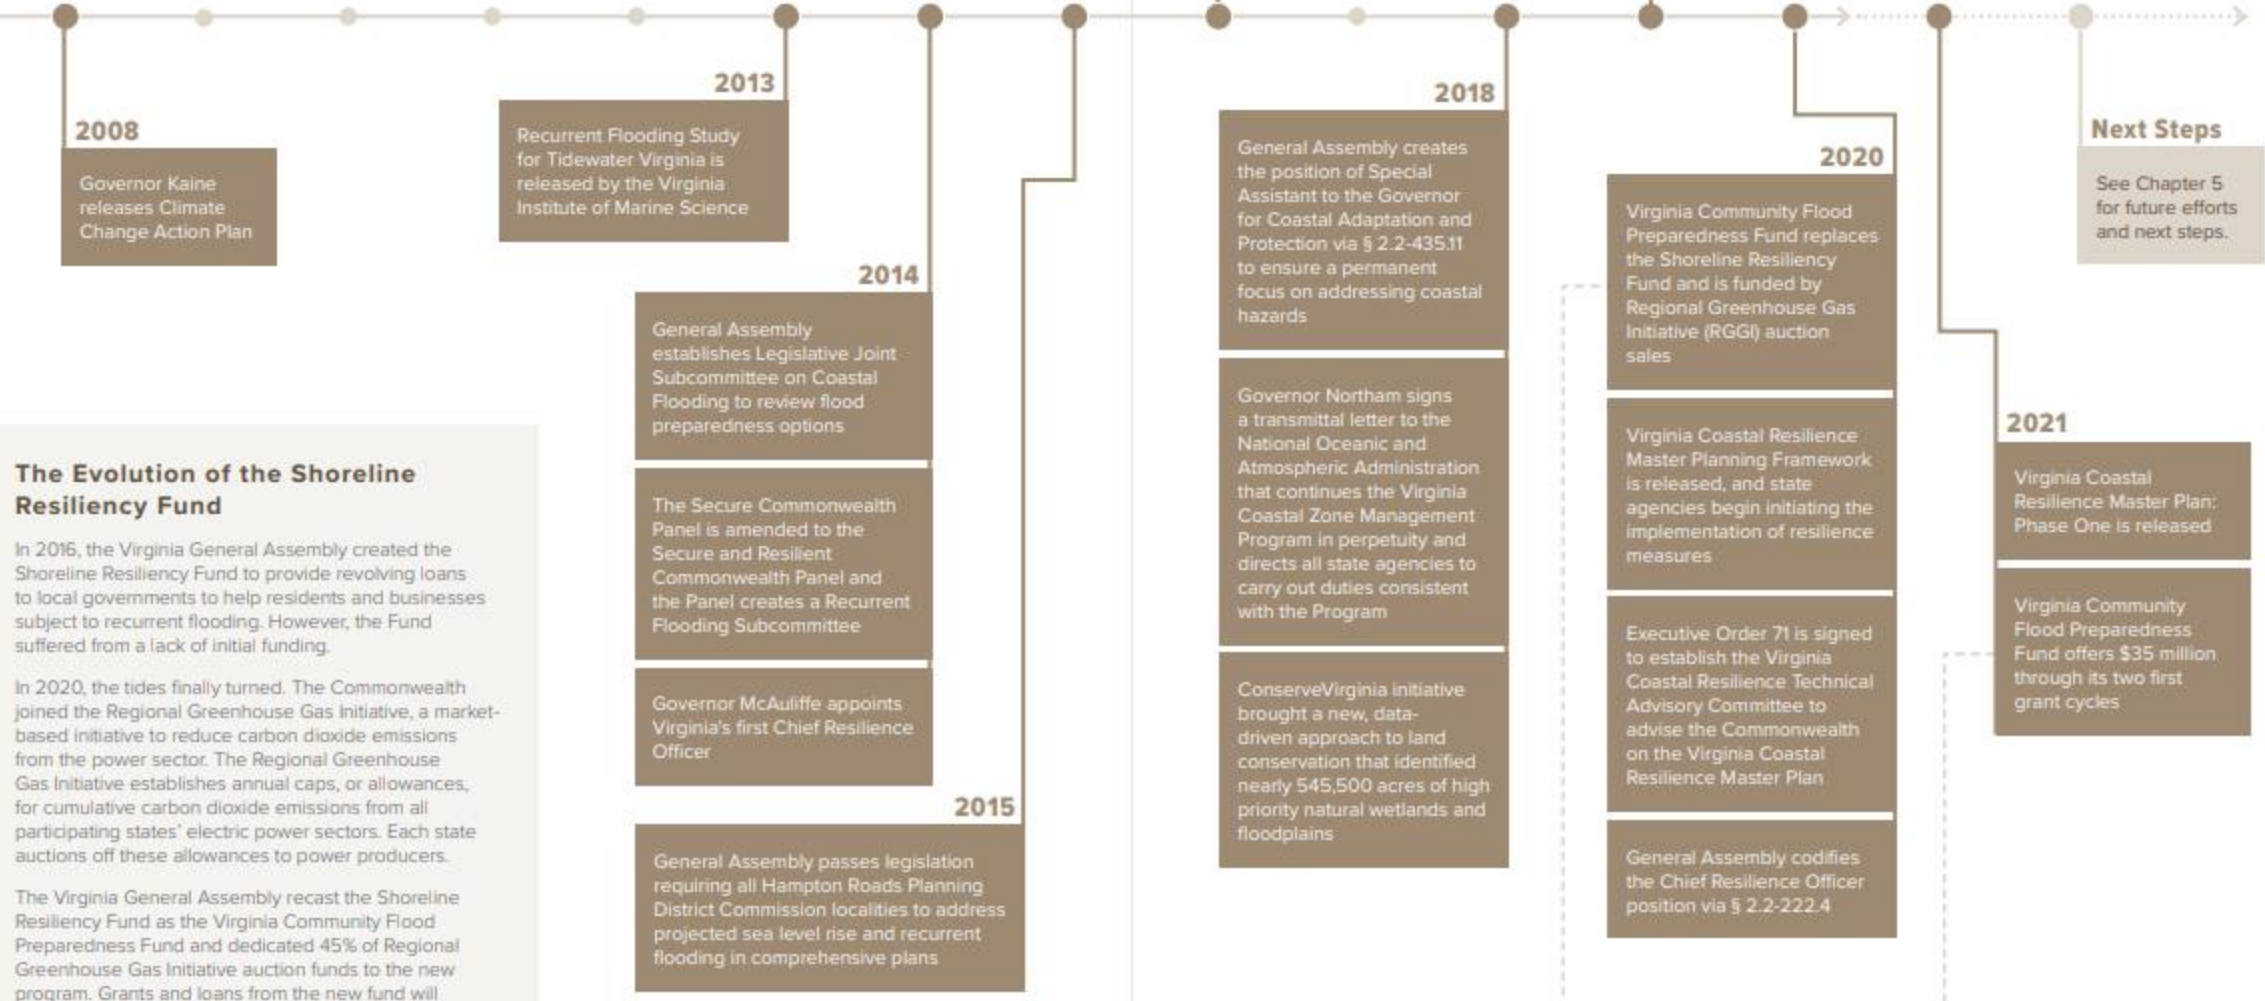 2008
Governor Kaine
releases Climate
Change Action Plan
2013
Recurrent Flooding Study
for Tidewater Virginia is
released by the Virginia
Institute of Marine Science
2014
General Assembly
establishes Legislative Joint
Subcommittee on Coastal
Flooding to review flood
preparedness options
The Secure Commonwealth
Panel is amended to the
Secure and Resilient
Commonwealth Panel and
the Panel creates a Recurrent
Flooding Subcommittee
Governor McAuliffe appoints
Virginia's first Chief Resilience
Officer
2015
General Assembly passes legislation
requiring all Hampton Roads Planning
District Commission localities to address
projected sea level rise and recurrent
flooding in comprehensive plans
The Evolution of the Shoreline
Resiliency Fund
In 2016, the Virginia General Assembly created the
Shoreline Resiliency Fund to provide revolving loans
to local governments to help residents and businesses
subject to recurrent flooding. However, the Fund
suffered from a lack of initial funding.
In 2020, the tides finally turned. The Commonwealth
joined the Regional Greenhouse Gas Initiative, a market-
based initiative to reduce carbon dioxide emissions
from the power sector. The Regional Greenhouse
Gas Initiative establishes annual caps, or allowances,
for cumulative carbon dioxide emissions from all
participating states' electric power sectors. Each state
auctions off these allowances to power producers.
The Virginia General Assembly recast the Shoreline
Resiliency Fund as the Virginia Community Flood
Preparedness Fund and dedicated 45% of Regional
Greenhouse Gas Initiative auction funds to the new
program. Grants and loans from the new fund will
2018
General Assembly creates
the position of Special
Assistant to the Governor
for Coastal Adaptation and
Protection via § 2.2-435.11
to ensure a permanent
focus on addressing coastal
hazards
Governor Northam signs
a transmittal letter to the
National Oceanic and
Atmospheric Administration
that continues the Virginia
Coastal Zone Management
Program in perpetuity and
directs all state agencies to
carry out duties consistent
with the Program
ConserveVirginia initiative
brought a new, data-
driven approach to land
conservation that identified
nearly 545,500 acres of high
priority natural wetlands and
floodplains
2020
Virginia Community Flood
Preparedness Fund replaces
the Shoreline Resiliency
Fund and is funded by
Regional Greenhouse Gas
Initiative (RGGI) auction
sales
Virginia Coastal Resilience
Master Planning Framework
is released, and state
agencies begin initiating the
implementation of resilience
measures
Executive Order 71 is signed
to establish the Virginia
Coastal Resilience Technical
Advisory Committee to
advise the Commonwealth
on the Virginia Coastal
Resilience Master Plan
General Assembly codifies
the Chief Resilience Officer
position via § 2.2-222.4
2021
Virginia Coastal
Resilience Master Plan:
Phase One is released
Virginia Community
Flood Preparedness
Fund offers $35 million
through its two first
grant cycles
Next Steps
See Chapter 5
for future efforts
and next steps.